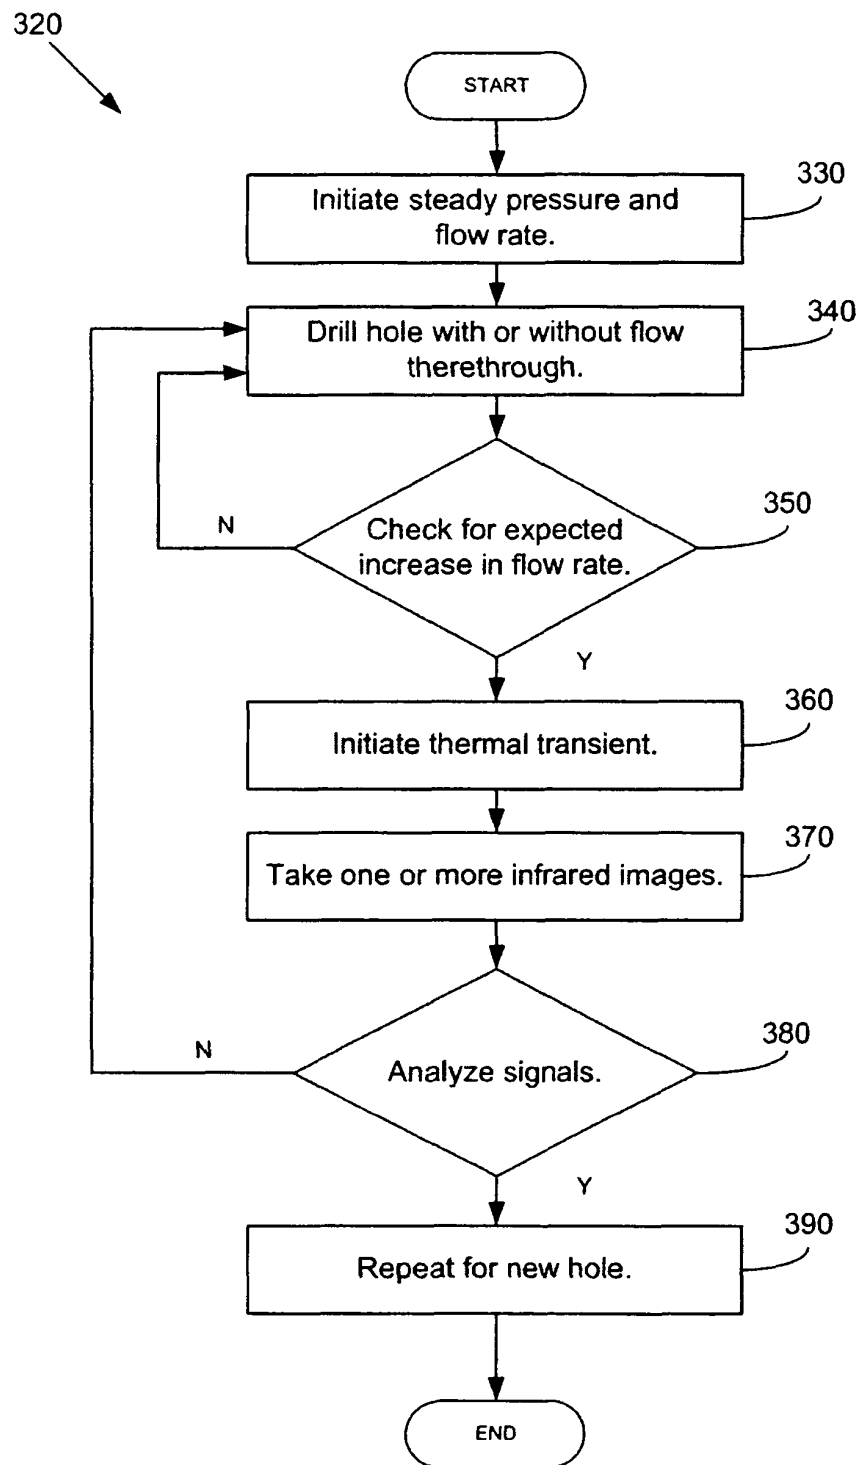 320
START
330
Initiate steady pressure and
flow rate.
340
Drill hole with or without flow
therethrough.
350
N
Check for expected
increase in flow rate.
Y
360
Initiate thermal transient.
370
Take one or more infrared images.
380
N
Analyze signals.
Y
390
Repeat for new hole.
END